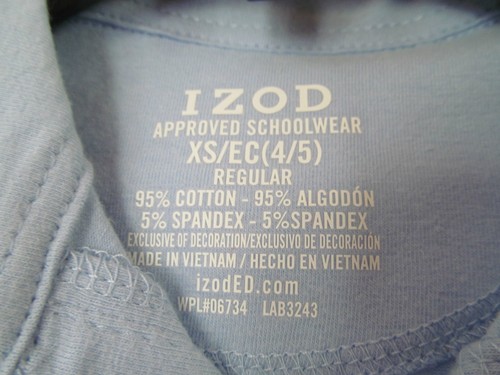 IZOD
APPROVED SCHOOLWEAR
XS/EC(4/5)
REGULAR
95% COTTON - 95% ALGODÓN
5% SPANDEX - 5%SPANDEX
EXCLUSIVE OF DECORATION/EXCLUSIVO DE DECORACIÓN
MADE IN VIETNAM / HECHO EN VIETNAM
izodED.com
WPL#06734 LAB3243